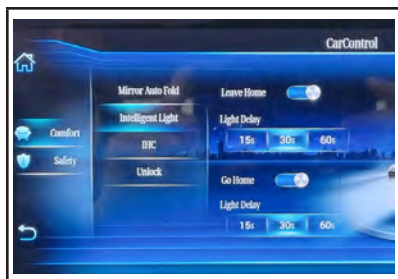 CarControl
Mirror Auto Fold
Leave Home
Intelligent Light
Light Delay
Comfort
15s 30s 60s
IHC
Safety
Unlock
Go Home
Light Delay
15s 30s 60s